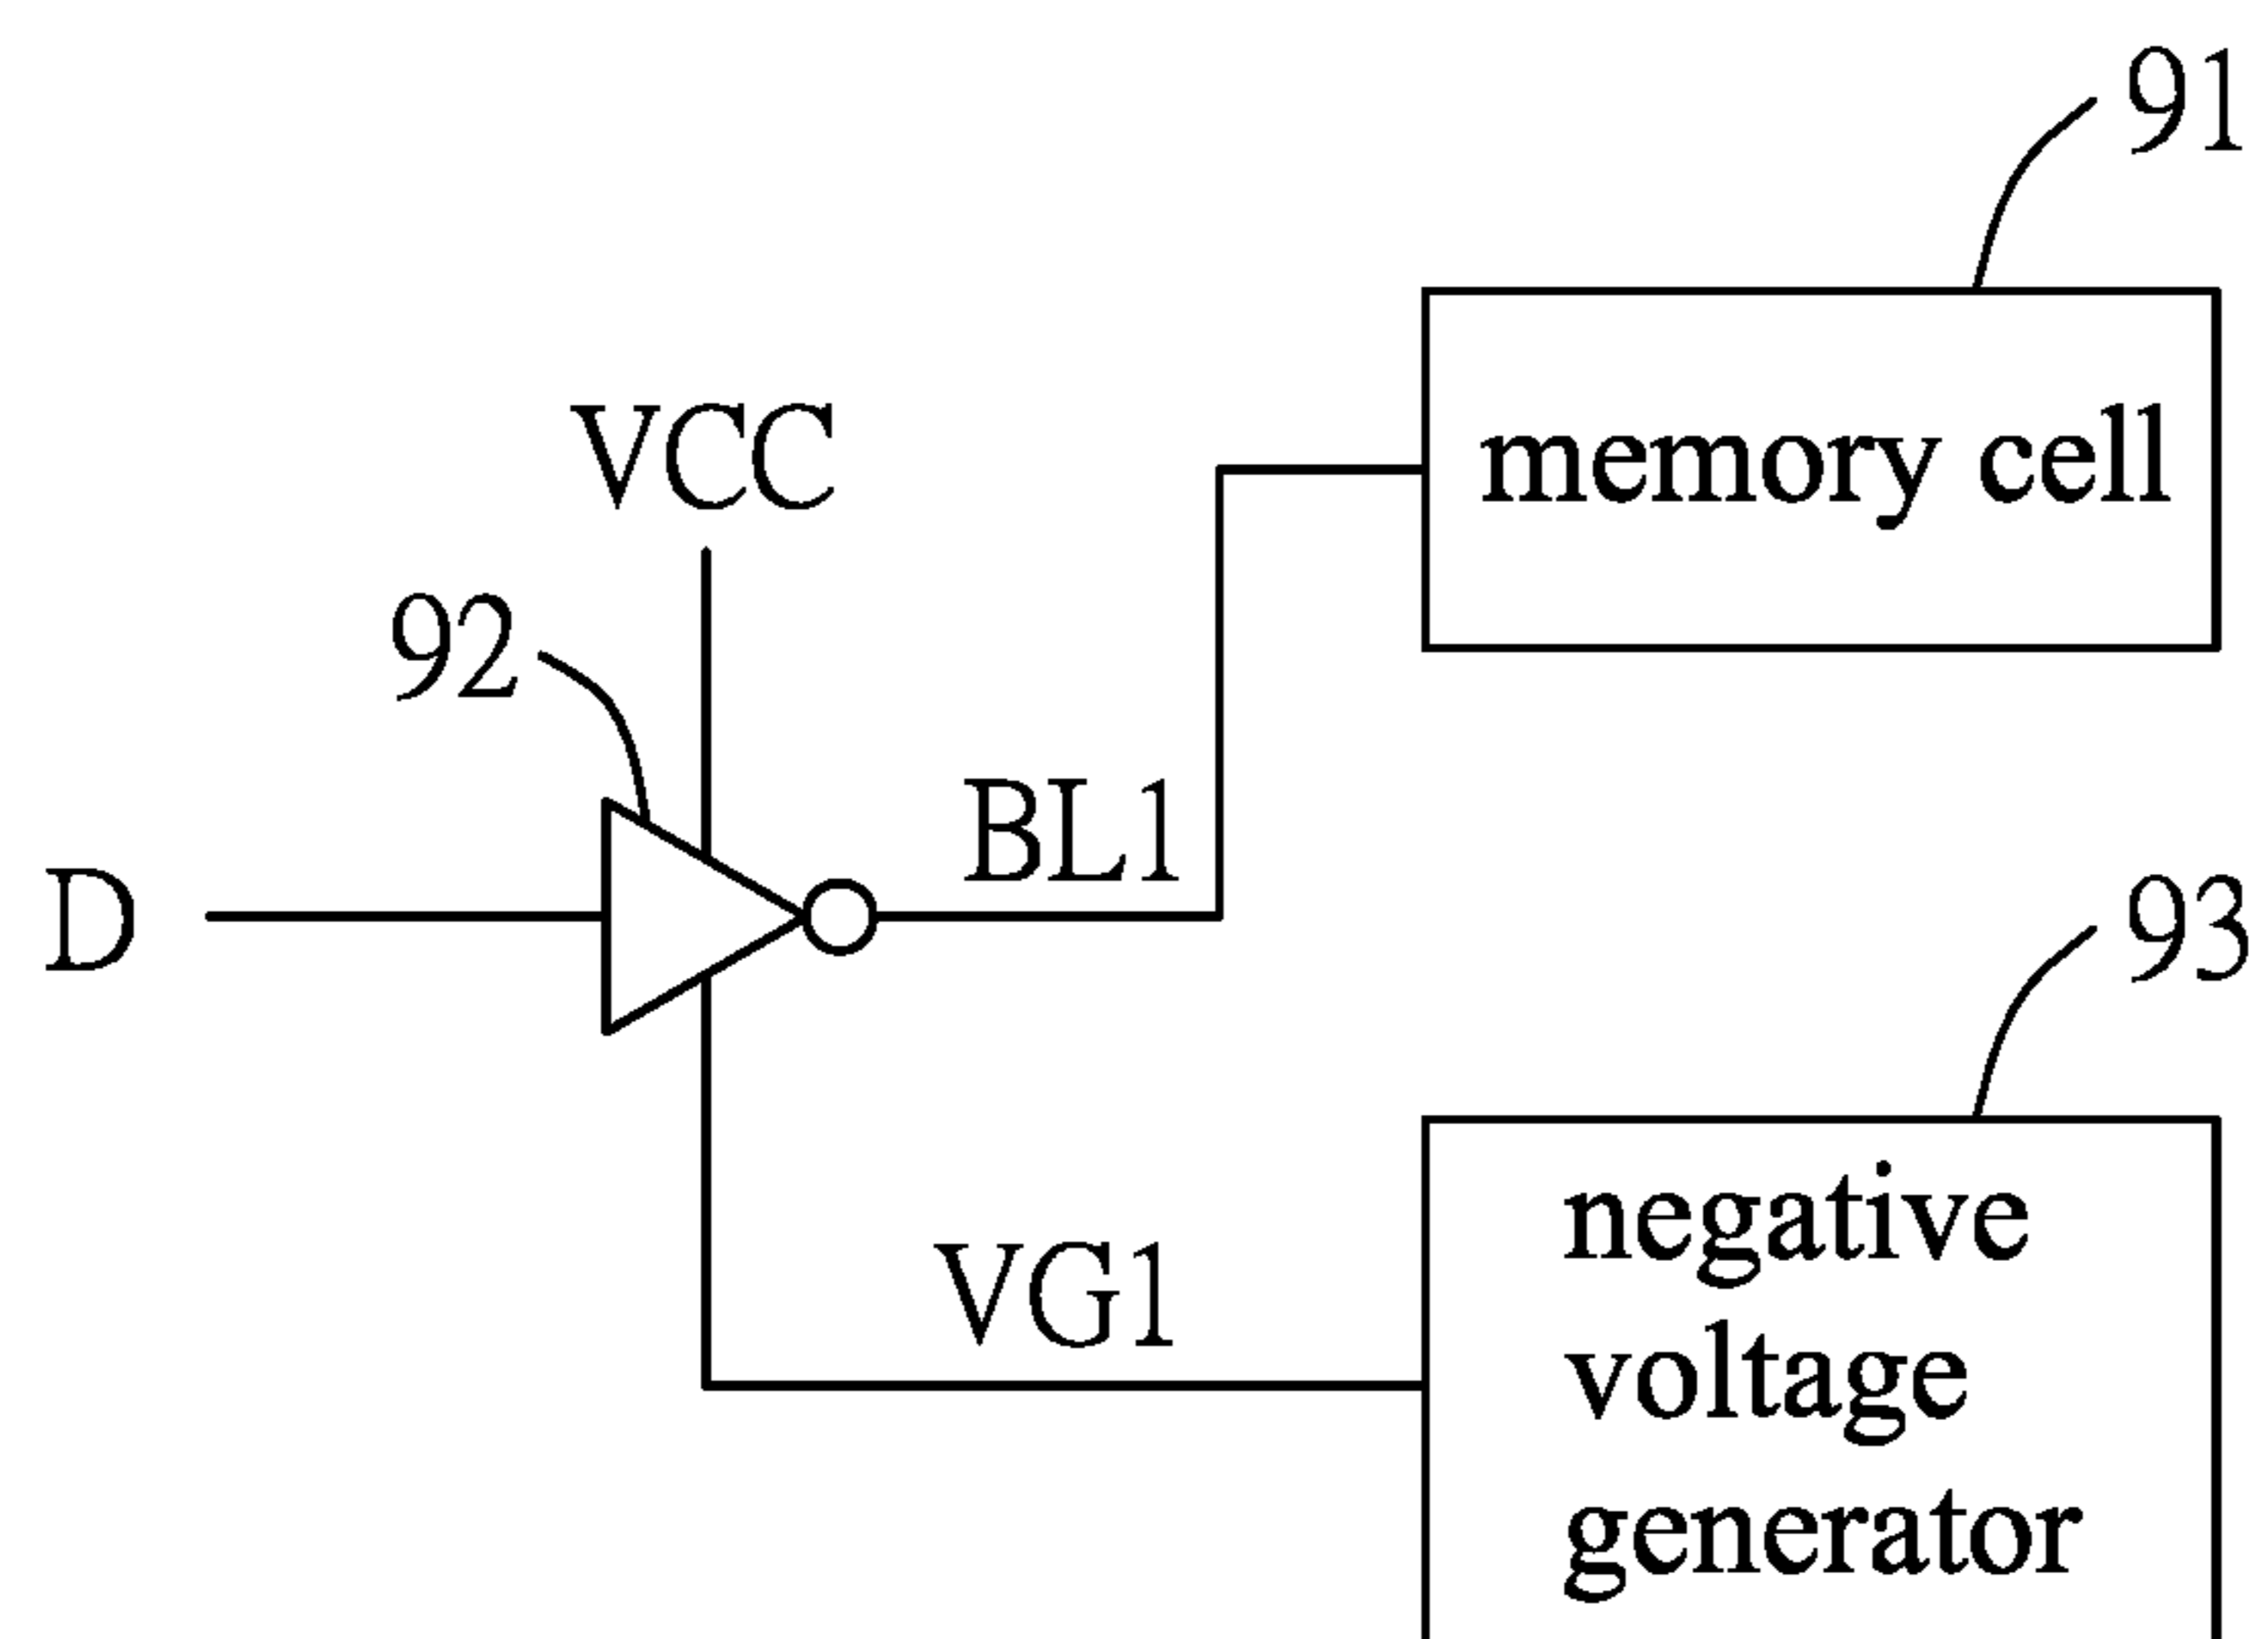 91
memory cell
VCC
92
BL1
D
93
VG1
negative
voltage
generator